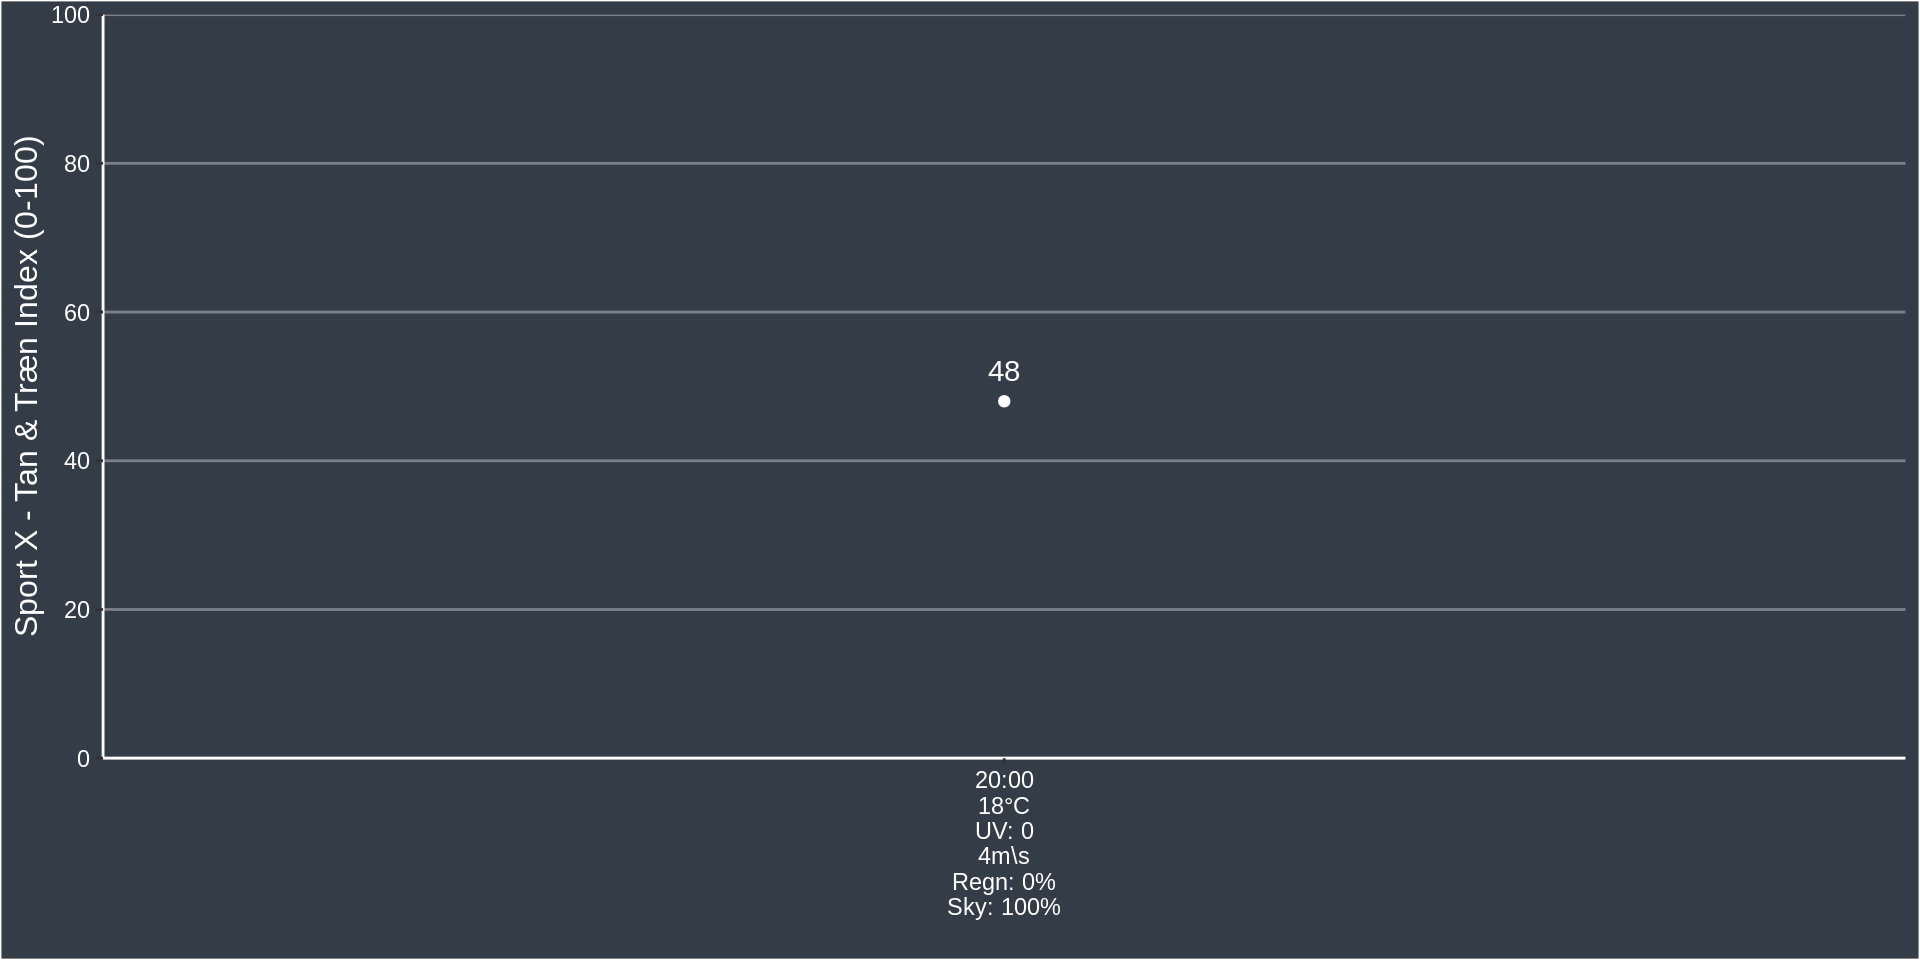 Sport X - Tan & Træn Index (0-100)
100
80
60
40
20
0
48
20:00
18°C
UV: 0
4m\s
Regn: 0%
Sky: 100%